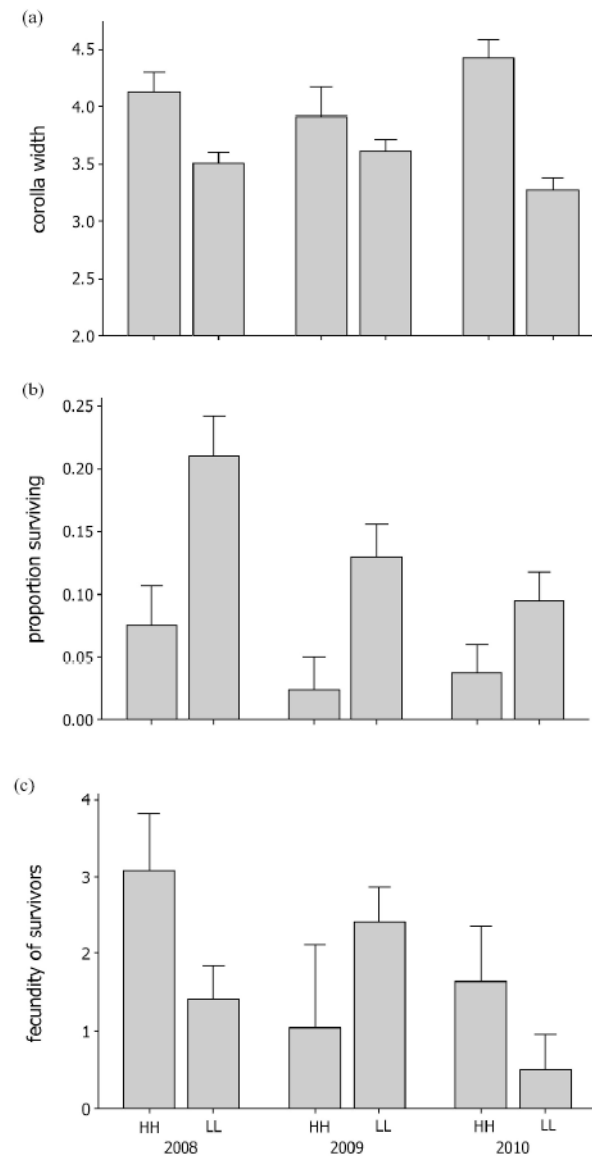 (a)
4.5
4.0
3.5
3.0
2.5
2.0
corolla width
(b)
0.25
0.20
0.15
0.10
0.05
0.00
proportion surviving
(c)
4
3
2
1
0
fecundity of survivors
HH LL HH LL HH LL
2008 2009 2010